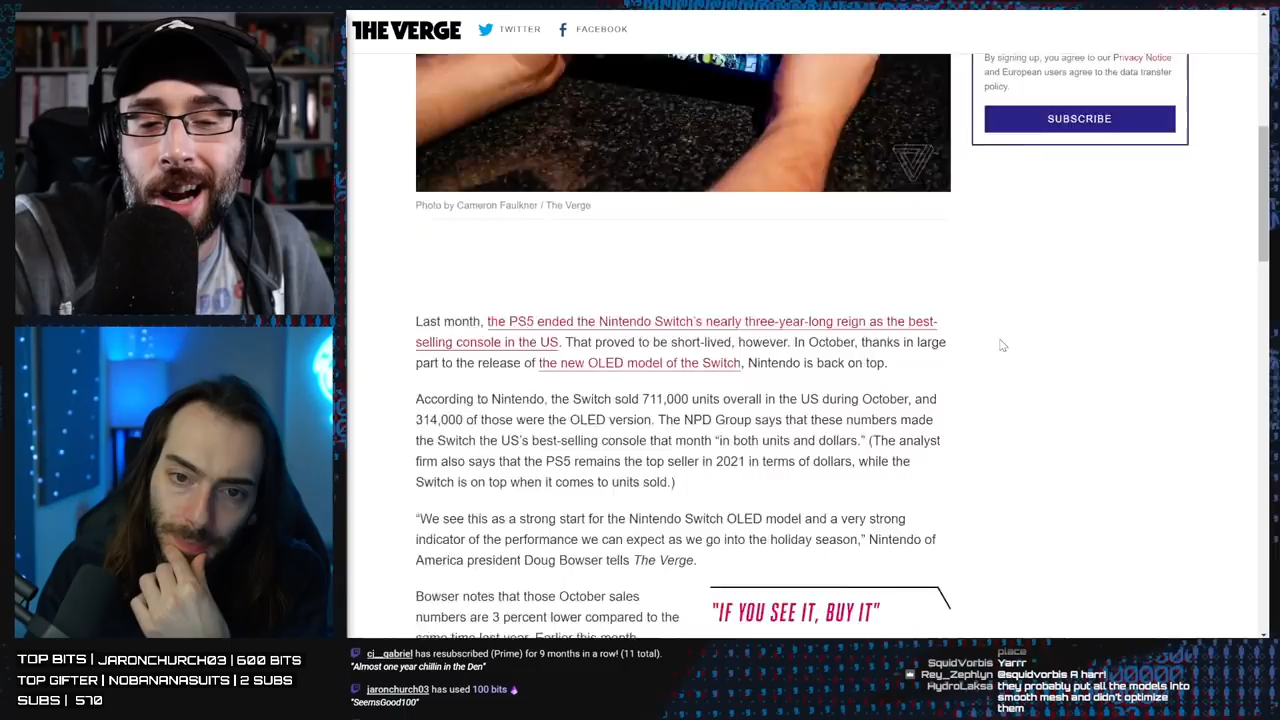 THE VERGE
TWITTER
FACEBOOK
By signing up, you agree to our Privacy Notice
and European users agree to the data transfer
policy.
SUBSCRIBE
Photo by Cameron Faulkner / The Verge
Last month, the PS5 ended the Nintendo Switch's nearly three-year-long reign as the best-
selling console in the US. That proved to be short-lived, however. In October, thanks in large
part to the release of the new OLED model of the Switch, Nintendo is back on top.
According to Nintendo, the Switch sold 711,000 units overall in the US during October, and
314,000 of those were the OLED version. The NPD Group says that these numbers made
the Switch the US's best-selling console that month “in both units and dollars.” (The analyst
firm also says that the PS5 remains the top seller in 2021 in terms of dollars, while the
Switch is on top when it comes to units sold.)
“We see this as a strong start for the Nintendo Switch OLED model and a very strong
indicator of the performance we can expect as we go into the holiday season,” Nintendo of
America president Doug Bowser tells The Verge.
Bowser notes that those October sales
numbers are 3 percent lower compared to the
same time last year. Earlier this month
"IF YOU SEE IT, BUY IT"
TOP BITS | JARONCHURCH03 | 600 BITS
TOP GIFTER | NOBANANASUITS | 2 SUBS
SUBS | 570
cj__gabriel has resubscribed (Prime) for 9 months in a row! (11 total).
"Almost one year chillin in the Den"
jaronchurch03 has used 100 bits
"SeemsGood100"
place
SquidVorbis Yarrr
Rey_Zephlyn @squidvorbis A harr!
HydroLaksa they probably put all the models into
smooth mesh and didn't optimize
them